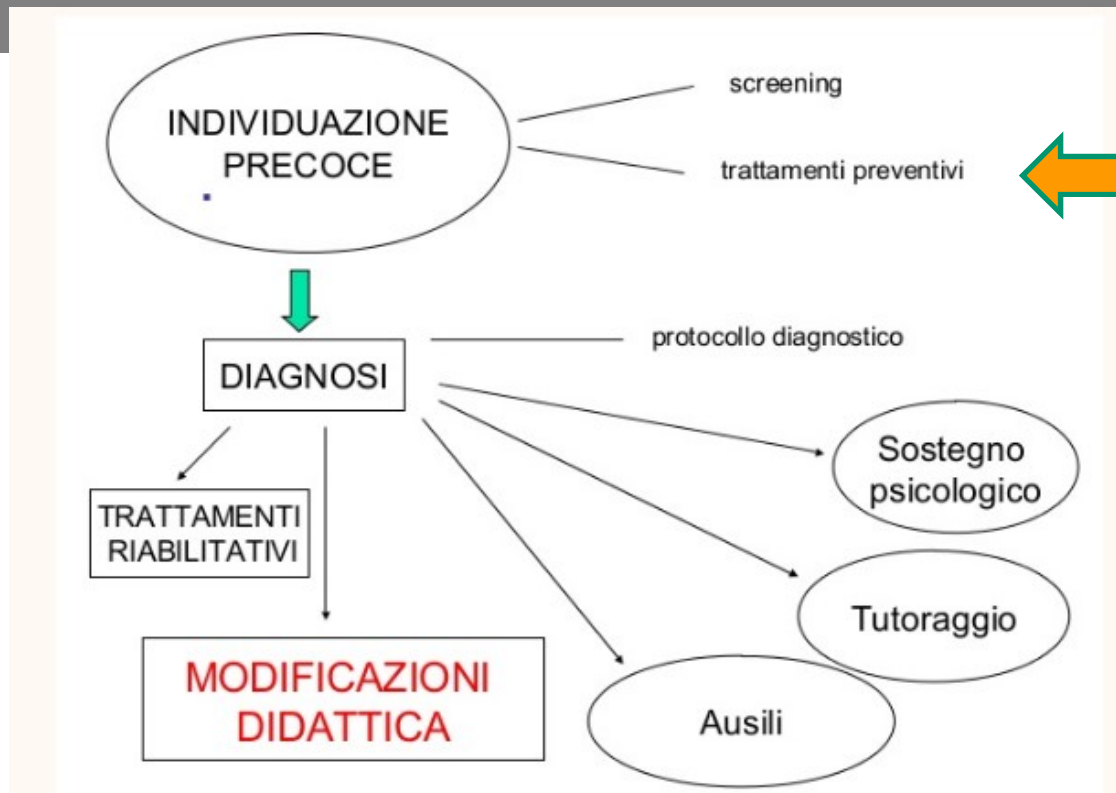 INDIVIDUAZIONE
PRECOCE
screening
trattamenti preventivi
DIAGNOSI
protocollo diagnostico
Sostegno
psicologico
TRATTAMENTI
RIABILITATIVI
Tutoraggio
MODIFICAZIONI
DIDATTICA
Ausili